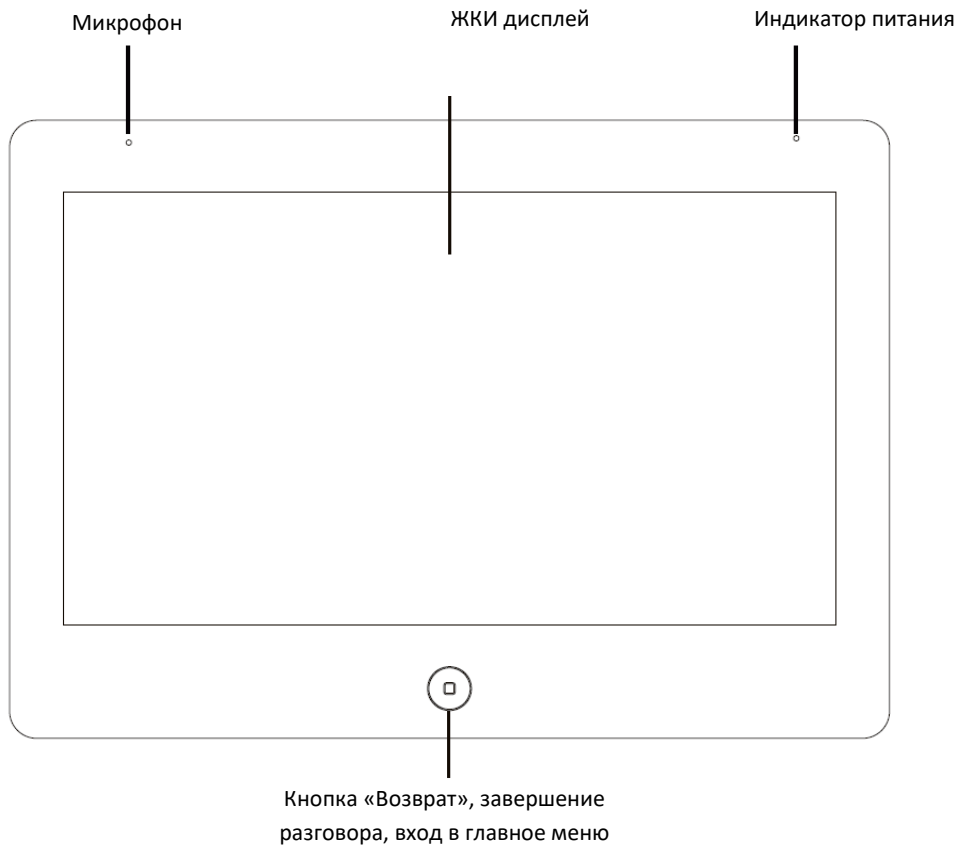 Микрофон
ЖКИ дисплей
Индикатор питания
Кнопка «Возврат», завершение
разговора, вход в главное меню